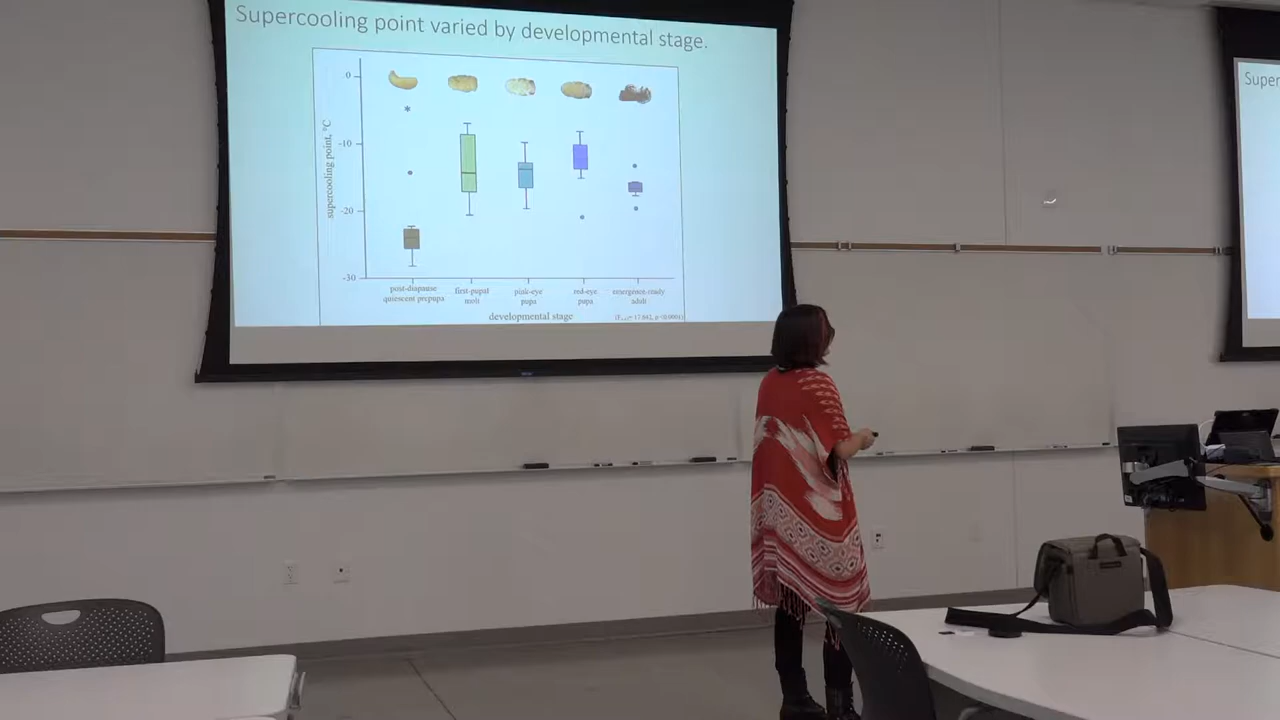 Supercooling point varied by developmental stage.
Super
0
-10
-20
-30
supercooling point, °C
*
post-diapause
quiescent prepupa
first-pupal
molt
pink-eye
pupa
red-eye
pupa
emergence-ready
adult
developmental stage